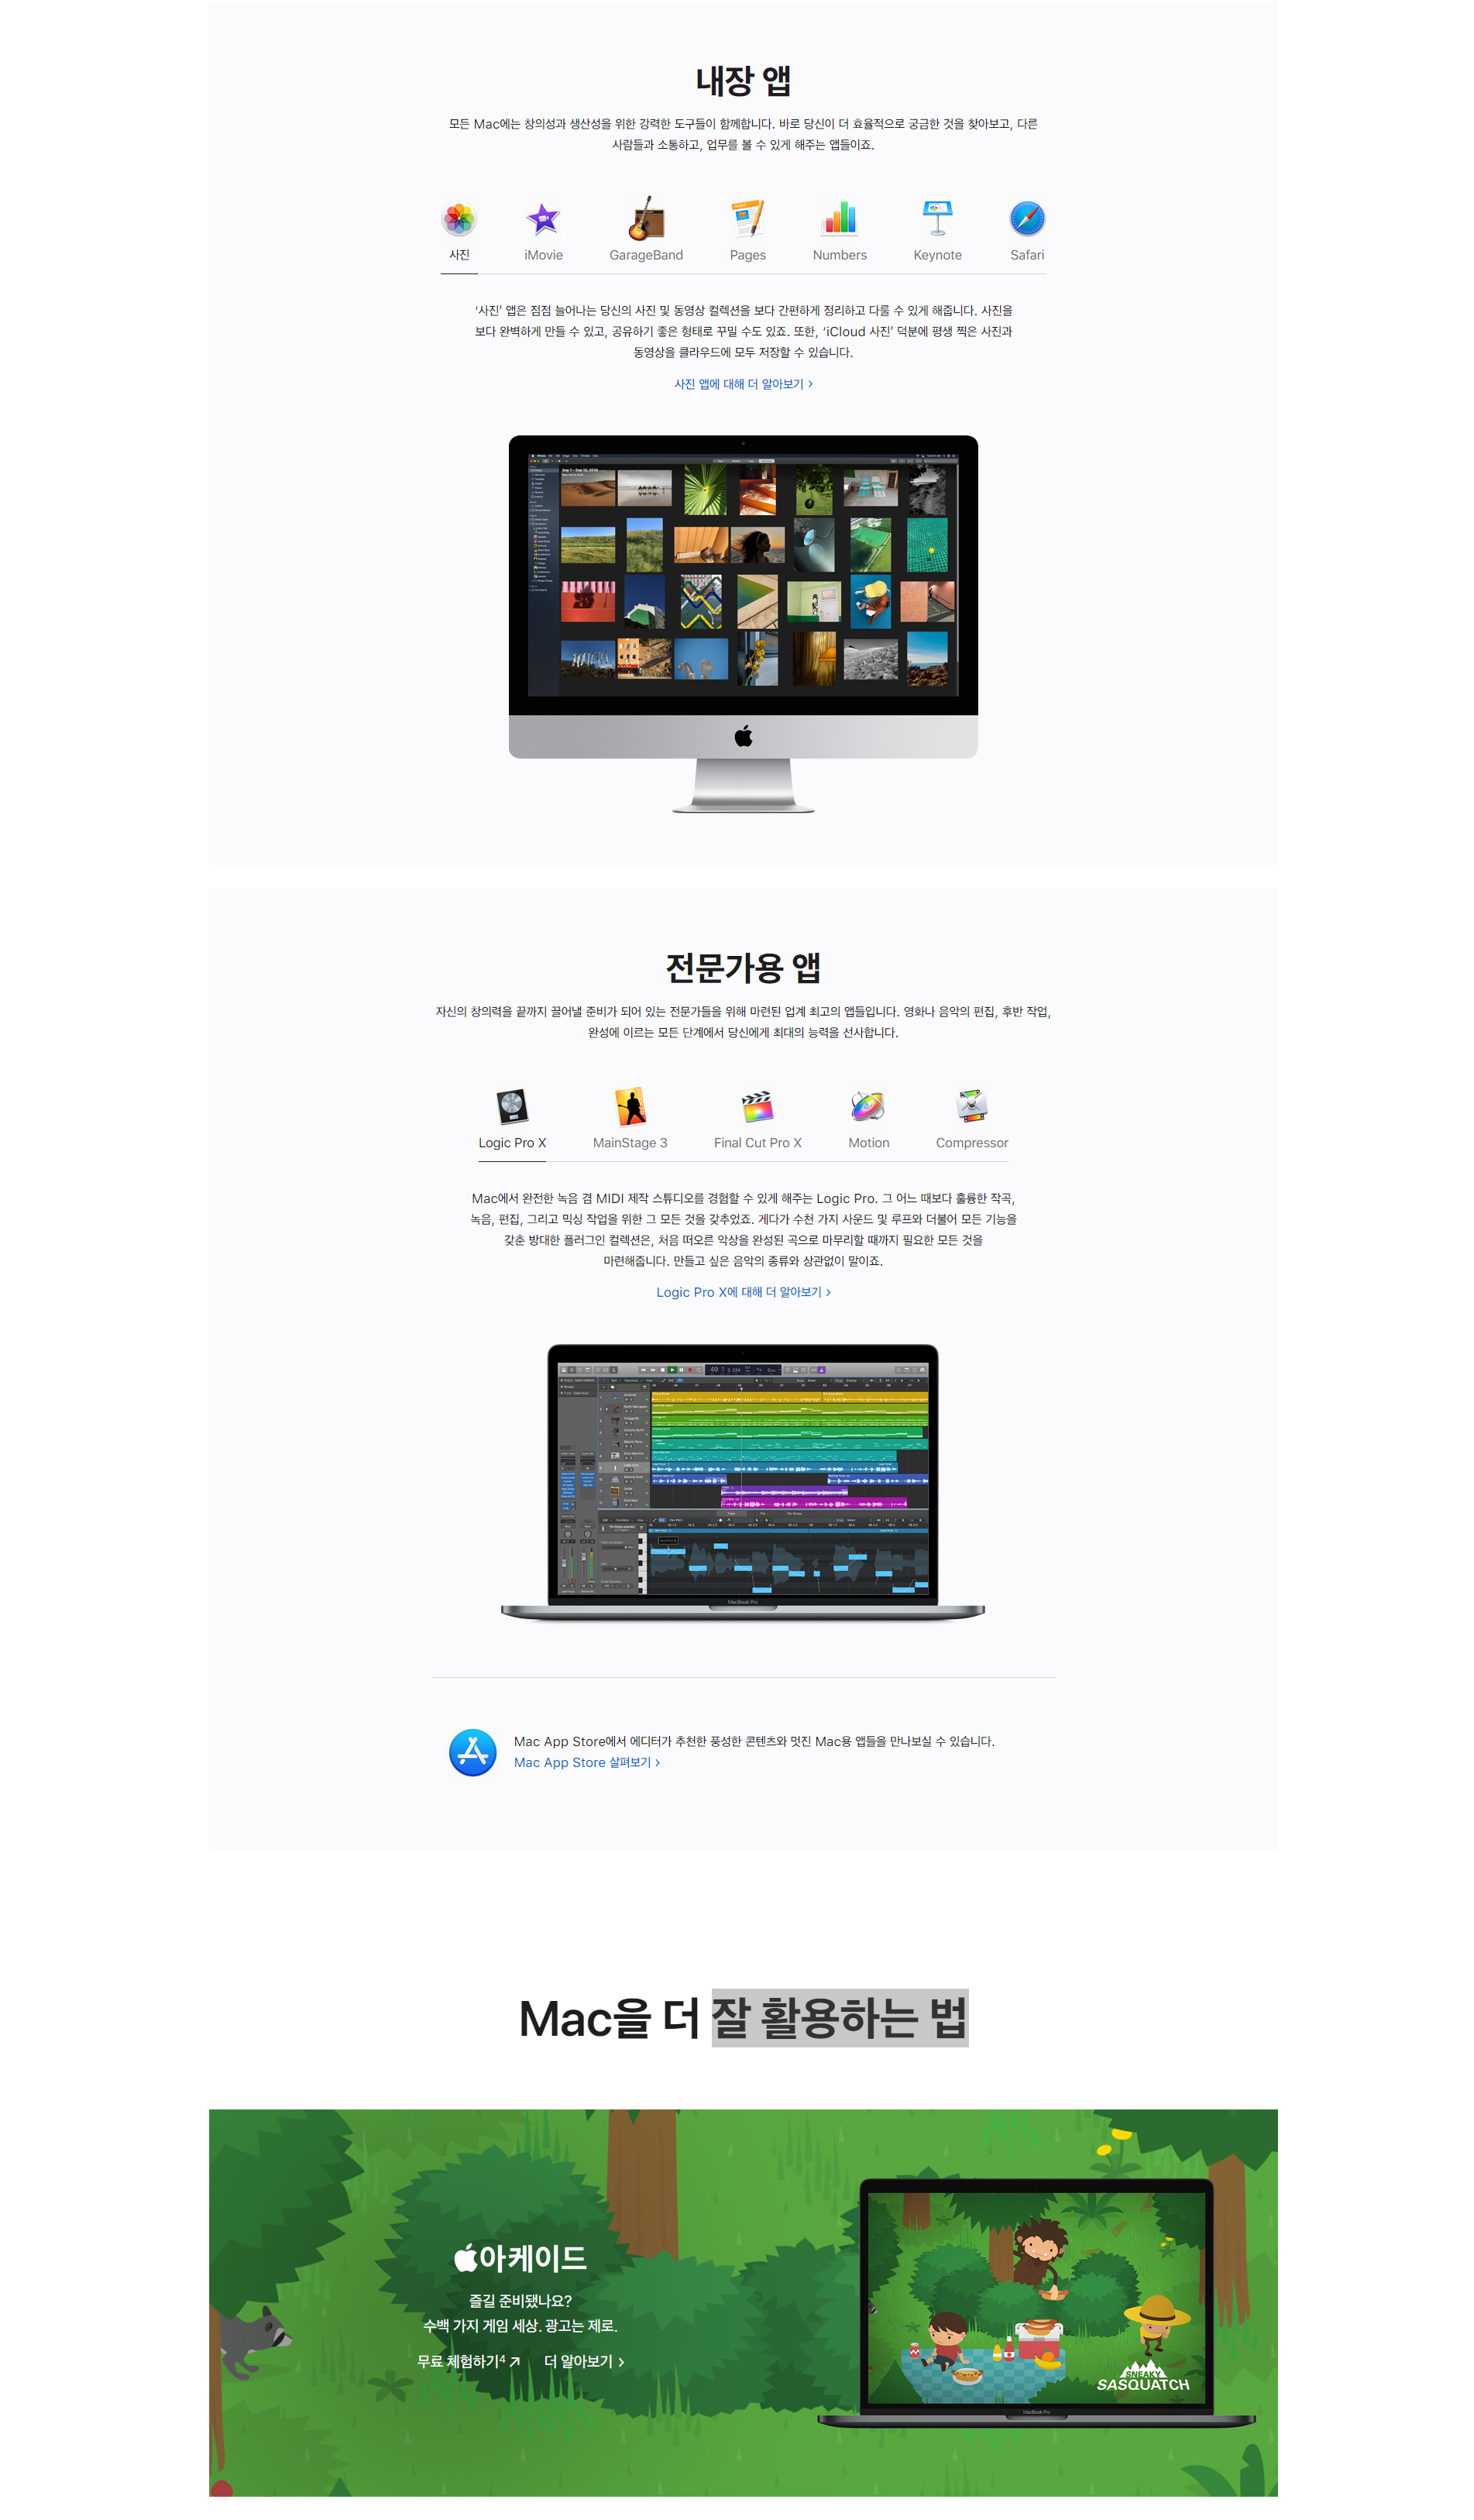 내장 앱
모든 Mac에는 창의성과 생산성을 위한 강력한 도구들이 함께합니다. 바로 당신이 더 효율적으로 궁금한 것을 찾아보고, 다른
사람들과 소통하고, 업무를 볼 수 있게 해주는 앱들이죠.
사진 iMovie GarageBand Pages Numbers Keynote Safari
‘사진’ 앱은 점점 늘어나는 당신의 사진 및 동영상 컬렉션을 보다 간편하게 정리하고 다룰 수 있게 해줍니다. 사진을
보다 완벽하게 만들 수 있고, 공유하기 좋은 형태로 꾸밀 수도 있죠. 또한, ‘iCloud 사진’ 덕분에 평생 찍은 사진과
동영상을 클라우드에 모두 저장할 수 있습니다.
사진 앱에 대해 더 알아보기 >
전문가용 앱
자신의 창의력을 끝까지 끌어낼 준비가 되어 있는 전문가들을 위해 마련된 업계 최고의 앱들입니다. 영화나 음악의 편집, 후반 작업,
완성에 이르는 모든 단계에서 당신에게 최대의 능력을 선사합니다.
Logic Pro X MainStage 3 Final Cut Pro X Motion Compressor
Mac에서 완전한 녹음 겸 MIDI 제작 스튜디오를 경험할 수 있게 해주는 Logic Pro. 그 어느 때보다 훌륭한 작곡,
녹음, 편집, 그리고 믹싱 작업을 위한 그 모든 것을 갖추었죠. 게다가 수천 가지 사운드 및 루프와 더불어 모든 기능을
갖춘 방대한 플러그인 컬렉션은, 처음 떠오른 악상을 완성된 곡으로 마무리할 때까지 필요한 모든 것을
마련해줍니다. 만들고 싶은 음악의 종류와 상관없이 말이죠.
Logic Pro X에 대해 더 알아보기 >
MacBook Pro
Mac App Store에서 에디터가 추천한 풍성한 콘텐츠와 멋진 Mac용 앱들을 만나보실 수 있습니다.
Mac App Store 살펴보기 >
Mac을 더 잘 활용하는 법
아케이드
즐길 준비됐나요?
수백 가지 게임 세상. 광고는 제로.
무료 체험하기⁴ ↗ 더 알아보기 >
SNEAKY
SASQUATCH
MacBook Pro